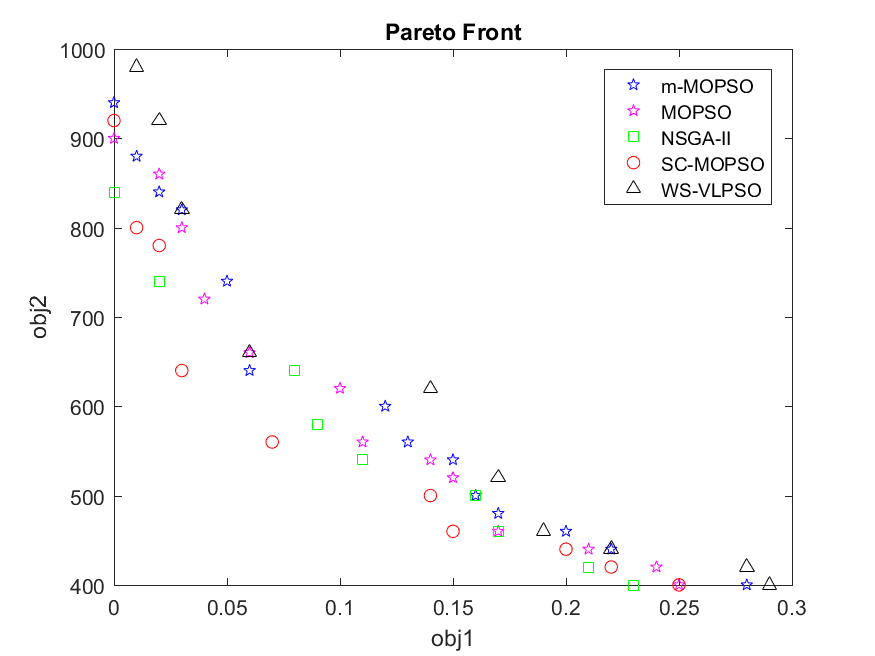 Pareto Front
1000
900
800
700
600
500
400
obj2
0
0.05
0.1
0.15
0.2
0.25
0.3
obj1
m-MOPSO
MOPSO
NSGA-II
SC-MOPSO
WS-VLPSO